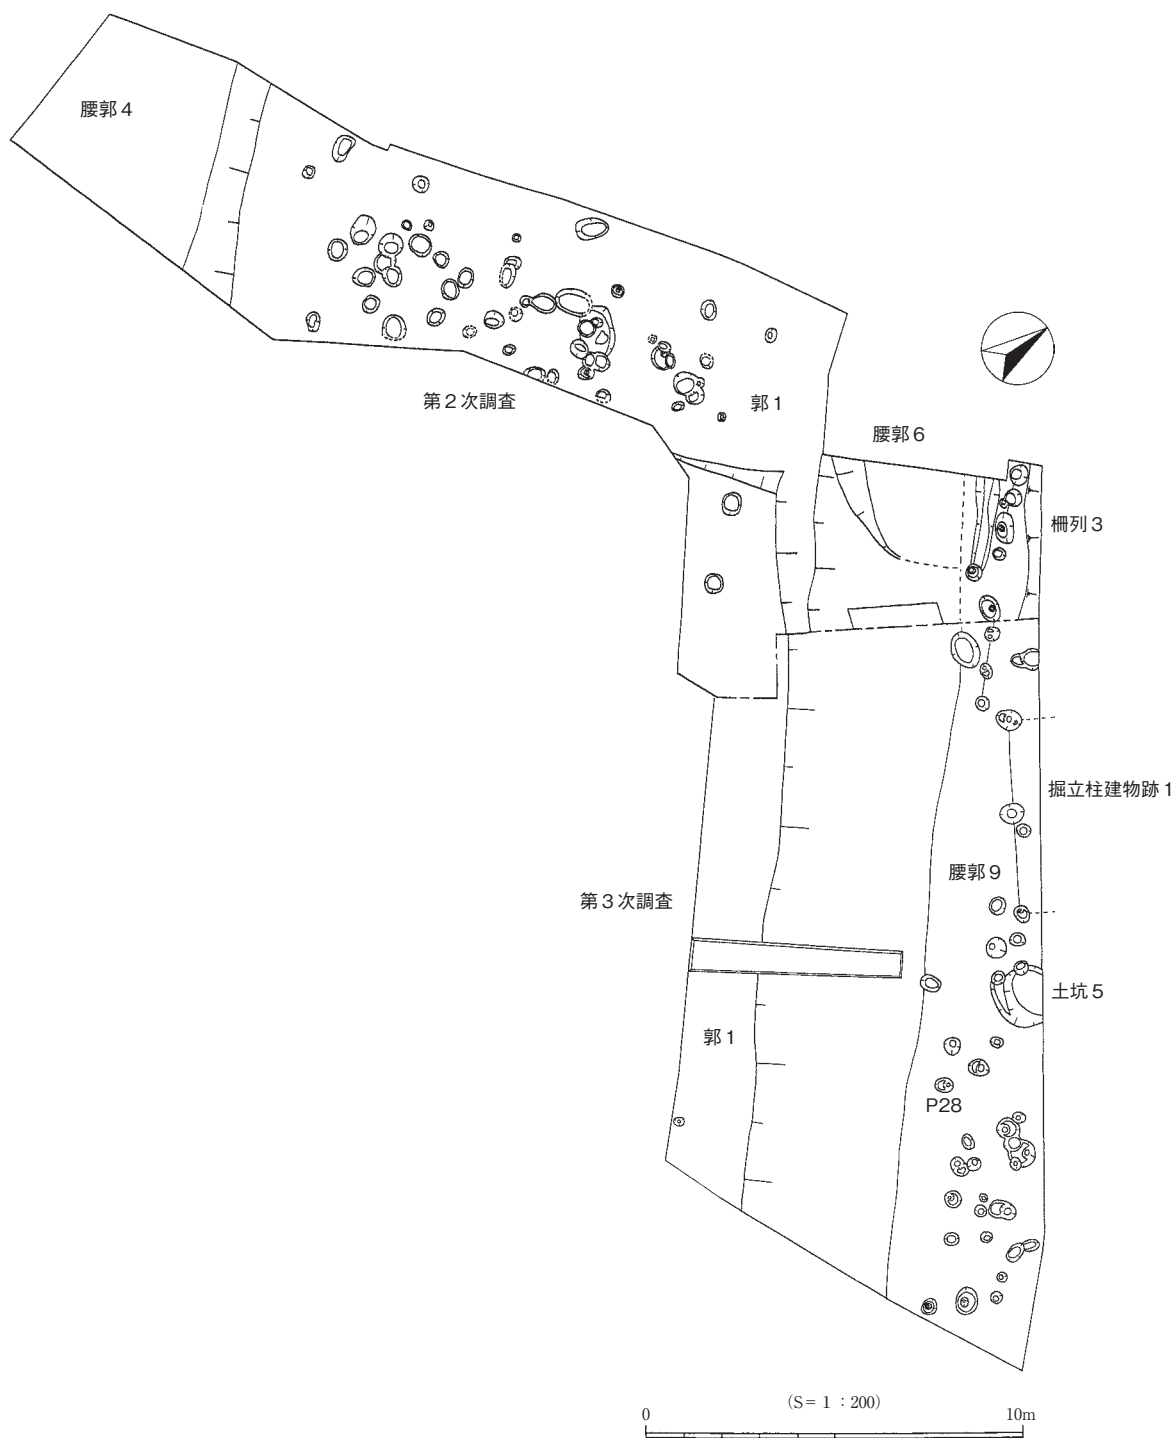 腰郭４
第２次調査
郭１
腰郭６
柵列３
掘立柱建物跡１
腰郭９
第３次調査
土坑５
郭１
P28
（S= 1 ：200）
0
10m